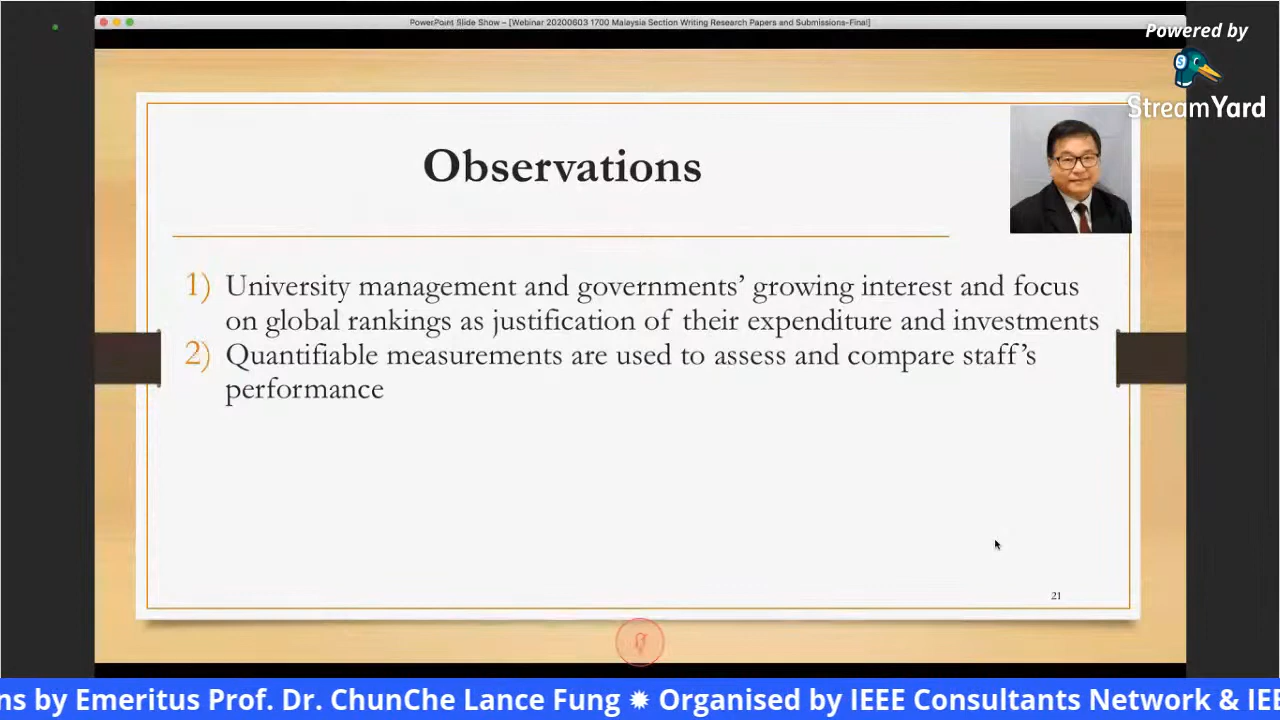 PowerPoint Slide Show – [Webinar 20200603 1700 Malaysia Section Writing Research Papers and Submissions-Final]
Powered by
StreamYard
Observations
1) University management and governments’ growing interest and focus
on global rankings as justification of their expenditure and investments
2) Quantifiable measurements are used to assess and compare staff’s
performance
21
ns by Emeritus Prof. Dr. ChunChe Lance Fung ✹ Organised by IEEE Consultants Network & IEE